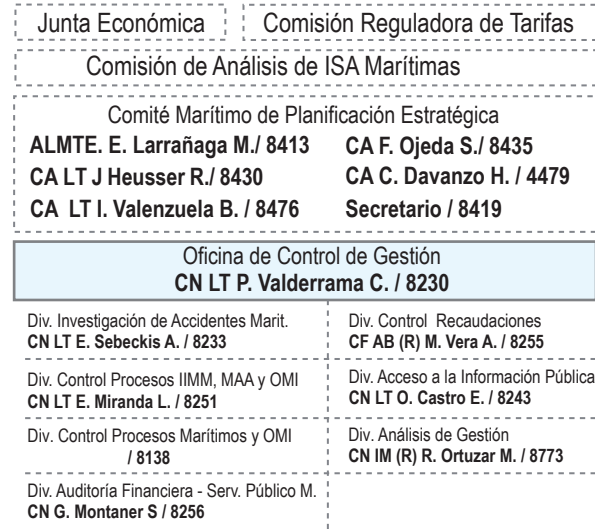 Junta Económica
Comisión Reguladora de Tarifas
Comisión de Análisis de ISA Marítimas
Comité Marítimo de Planificación Estratégica
ALMTE. E. Larrañaga M./ 8413
CA F. Ojeda S./ 8435
CA LT J Heusser R./ 8430
CA C. Davanzo H. / 4479
CA LT I. Valenzuela B. / 8476
Secretario / 8419
Oficina de Control de Gestión
CN LT P. Valderrama C. / 8230
Div. Investigación de Accidentes Marit.
CN LT E. Sebeckis A. / 8233
Div. Control Recaudaciones
CF AB (R) M. Vera A. / 8255
Div. Control Procesos IIMM, MAA y OMI
CN LT E. Miranda L. / 8251
Div. Acceso a la Información Pública
CN LT O. Castro E. / 8243
Div. Control Procesos Marítimos y OMI
/ 8138
Div. Análisis de Gestión
CN IM (R) R. Ortuzar M. / 8773
Div. Auditoría Financiera - Serv. Público M.
CN G. Montaner S / 8256